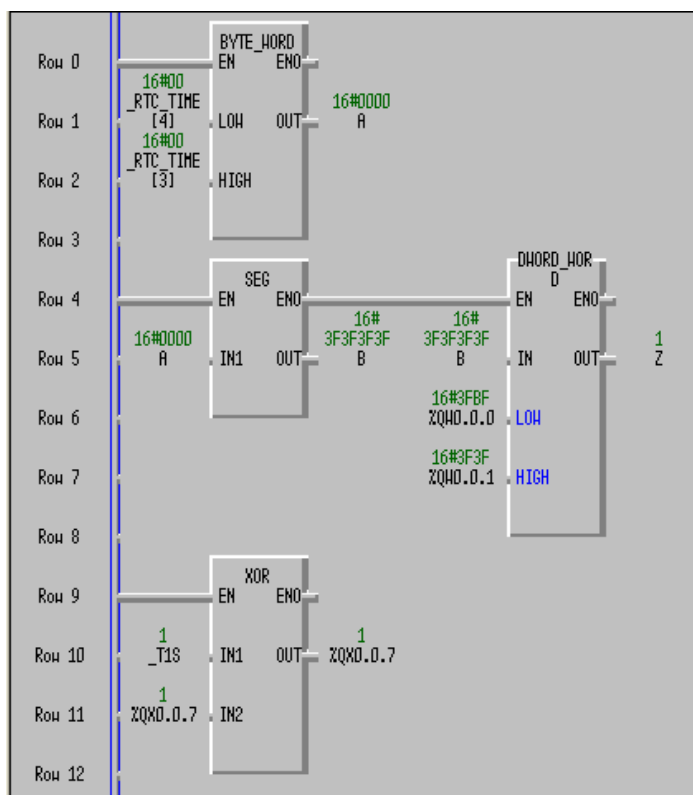 BYTE_WORD
Row 0 EN ENO
16#00
_RTC_TIME 16#0000
Row 1 [4] LOW OUT A
16#00
_RTC_TIME
Row 2 [3] HIGH
Row 3
SEG DWORD_WOR
D
Row 4 EN ENO EN ENO
16# 16#
16#0000 3F3F3F3F 3F3F3F3F 1
Row 5 A IN1 OUT B B IN OUT Z
16#3FBF
Row 6 %QW0.0.0 LOW
16#3F3F
Row 7 %QW0.0.1 HIGH
Row 8
XOR
Row 9 EN ENO
1 1
Row 10 _T1S IN1 OUT %QX0.0.7
1
Row 11 %QX0.0.7 IN2
Row 12